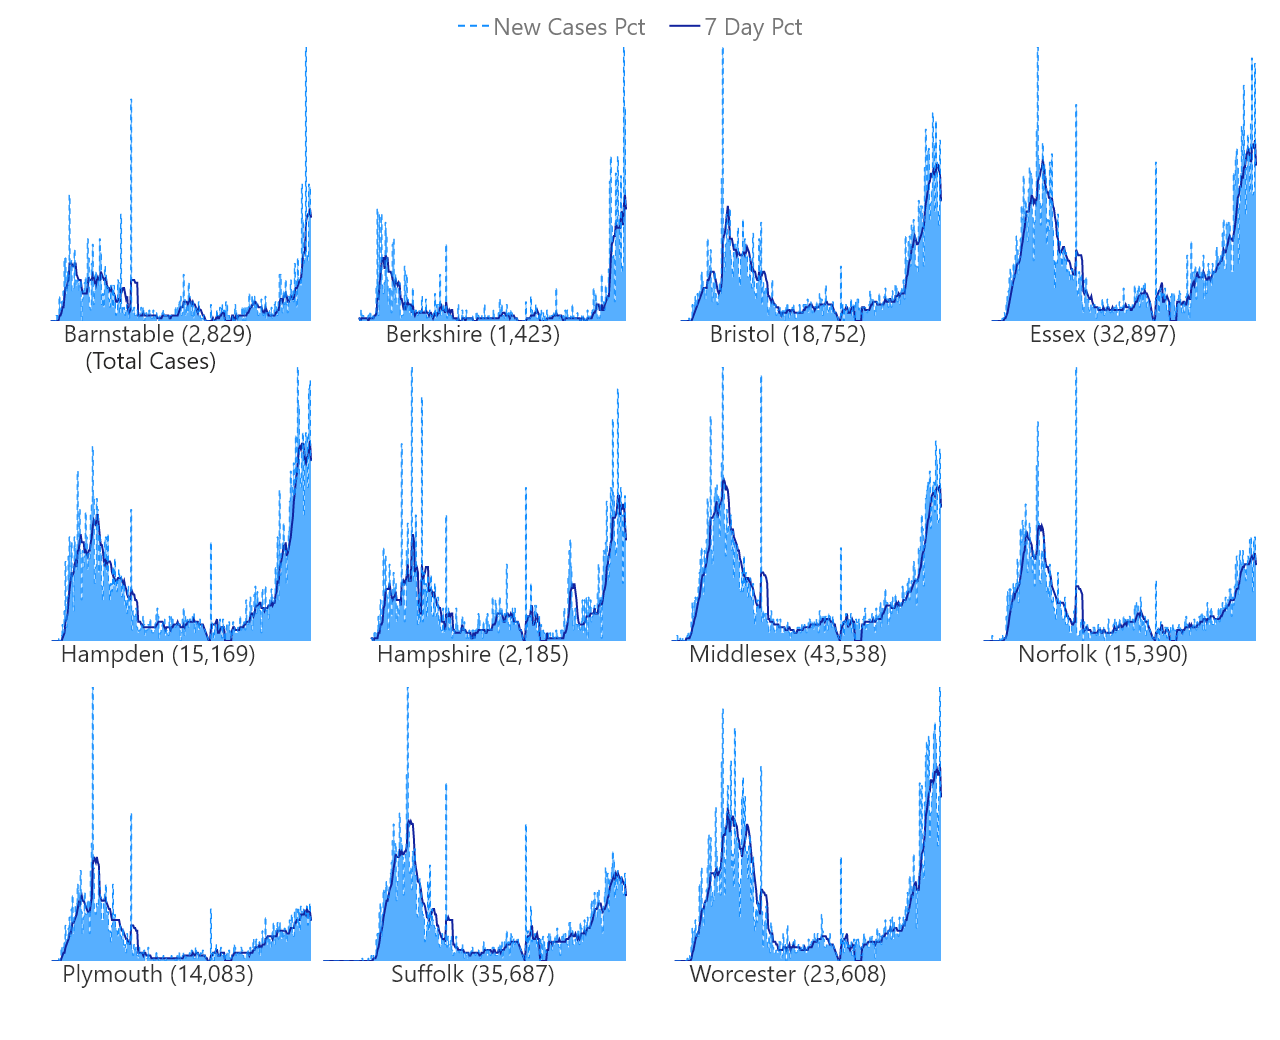 New Cases Pct 7 Day Pct
Barnstable (2,829) Berkshire (1,423) Bristol (18,752) Essex (32,897)
(Total Cases)
Hampden (15,169) Hampshire (2,185) Middlesex (43,538) Norfolk (15,390)
Plymouth (14,083) Suffolk (35,687) Worcester (23,608)